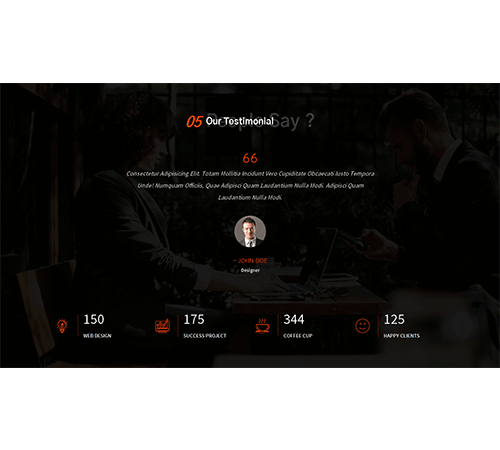 05 Our Testimonial
People Say ?
66
Consectetur Adipisicing Elit. Totam Mollitia Incidunt Vero Cupiditate Obcaecati Iusto Tempora
Unde! Numquam Officiis, Quae Adipisci Quam Laudantium Nulla Modi. Adipisci Quam
Laudantium Nulla Modi.
~ JOHN DOE
Designer
150
WEB DESIGN
175
SUCCESS PROJECT
344
COFFEE CUP
125
HAPPY CLIENTS